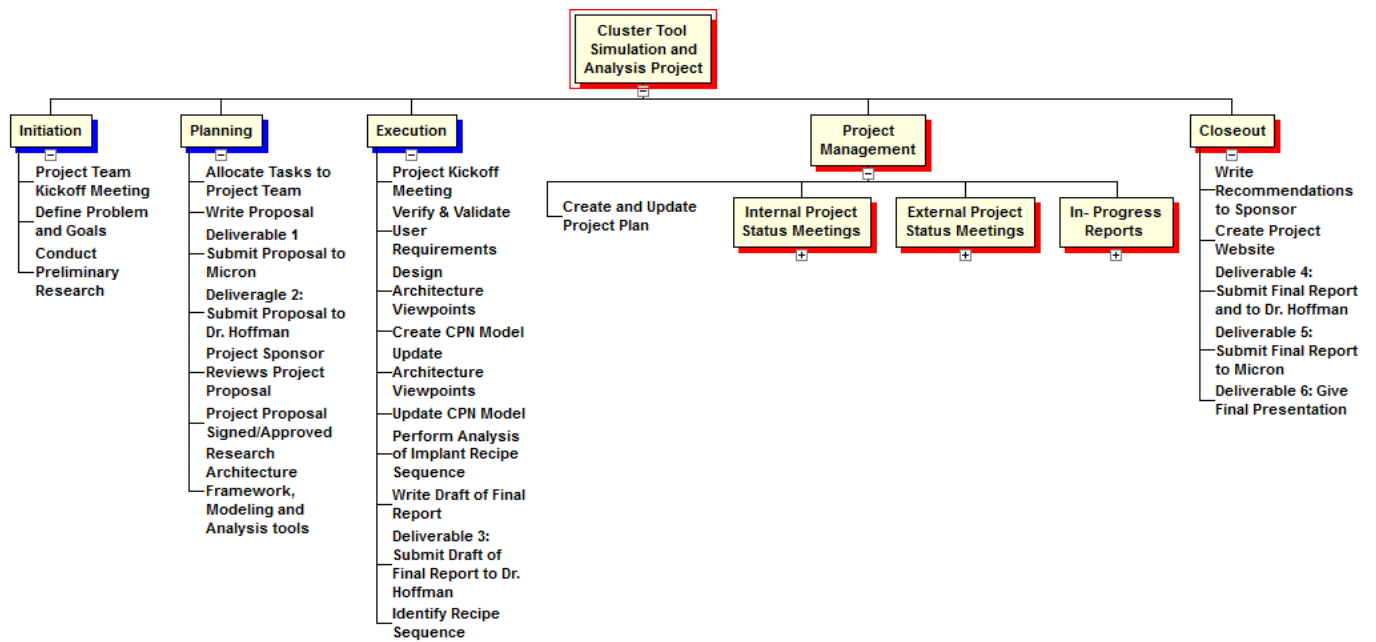 Cluster Tool
Simulation and
Analysis Project
Initiation
Project Team
Kickoff Meeting
Define Problem
and Goals
Conduct
Preliminary
Research
Planning
Allocate Tasks to
Project Team
Write Proposal
Deliverable 1
Submit Proposal to
Micron
Deliveragle 2:
Submit Proposal to
Dr. Hoffman
Project Sponsor
Reviews Project
Proposal
Project Proposal
Signed/Approved
Research
Architecture
Framework,
Modeling and
Analysis tools
Execution
Project Kickoff
Meeting
Verify & Validate
User
Requirements
Design
Architecture
Viewpoints
Create CPN Model
Update
Architecture
Viewpoints
Update CPN Model
Perform Analysis
of Implant Recipe
Sequence
Write Draft of Final
Report
Deliverable 3:
Submit Draft of
Final Report to Dr.
Hoffman
Identify Recipe
Sequence
Project
Management
Create and Update
Project Plan
Internal Project
Status Meetings
External Project
Status Meetings
In- Progress
Reports
Closeout
Write
Recommendations
to Sponsor
Create Project
Website
Deliverable 4:
Submit Final Report
and to Dr. Hoffman
Deliverable 5:
Submit Final Report
to Micron
Deliverable 6: Give
Final Presentation